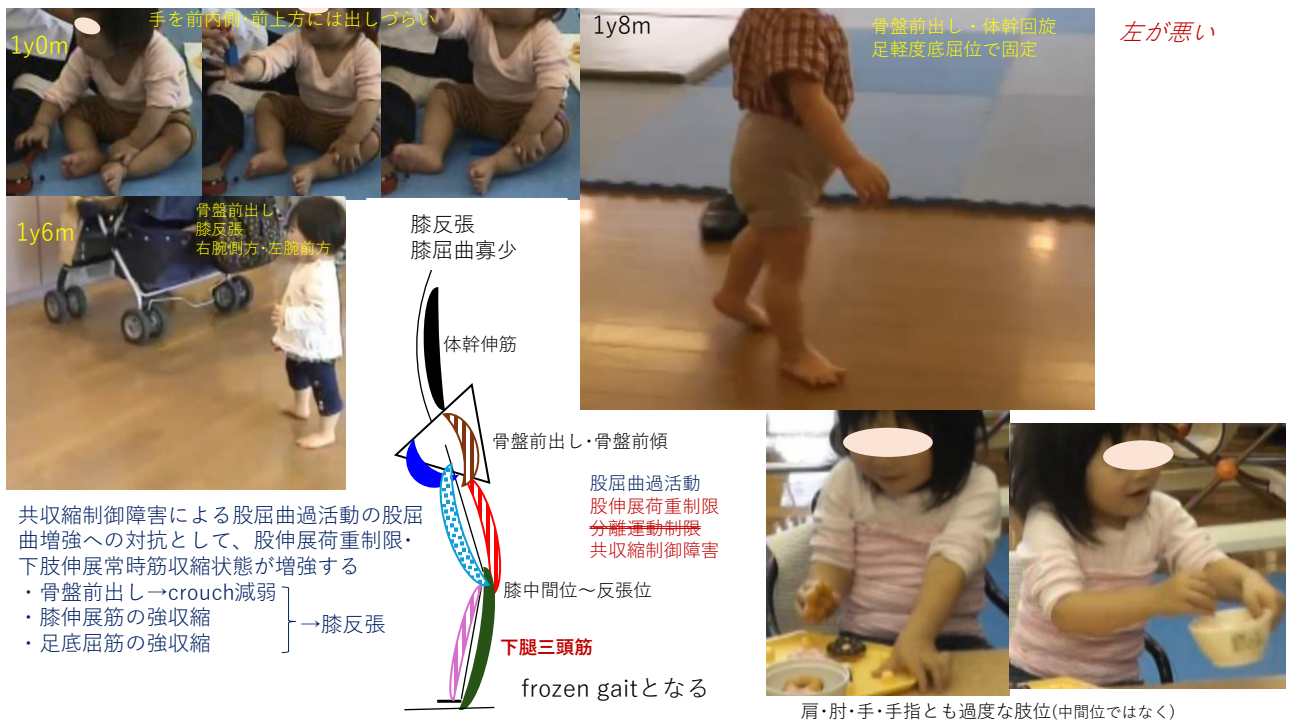 手を前内側・前上方には出しづらい
1y0m
1y8m
骨盤前出し・体幹回旋
足軽度底屈位で固定
左が悪い
1y6m
骨盤前出し
膝反張
右腕側方・左腕前方
膝反張
膝屈曲寡少
体幹伸筋
骨盤前出し・骨盤前傾
股屈曲過活動
股伸展荷重制限
分離運動制限
共収縮制御障害
膝中間位～反張位
下腿三頭筋
frozen gaitとなる
共収縮制御障害による股屈曲過活動の股屈
曲増強への対抗として、股伸展荷重制限・
下肢伸展常時筋収縮状態が増強する
・骨盤前出し→crouch減弱
・膝伸展筋の強収縮
・足底屈筋の強収縮
→膝反張
肩・肘・手・手指とも過度な肢位(中間位ではなく)